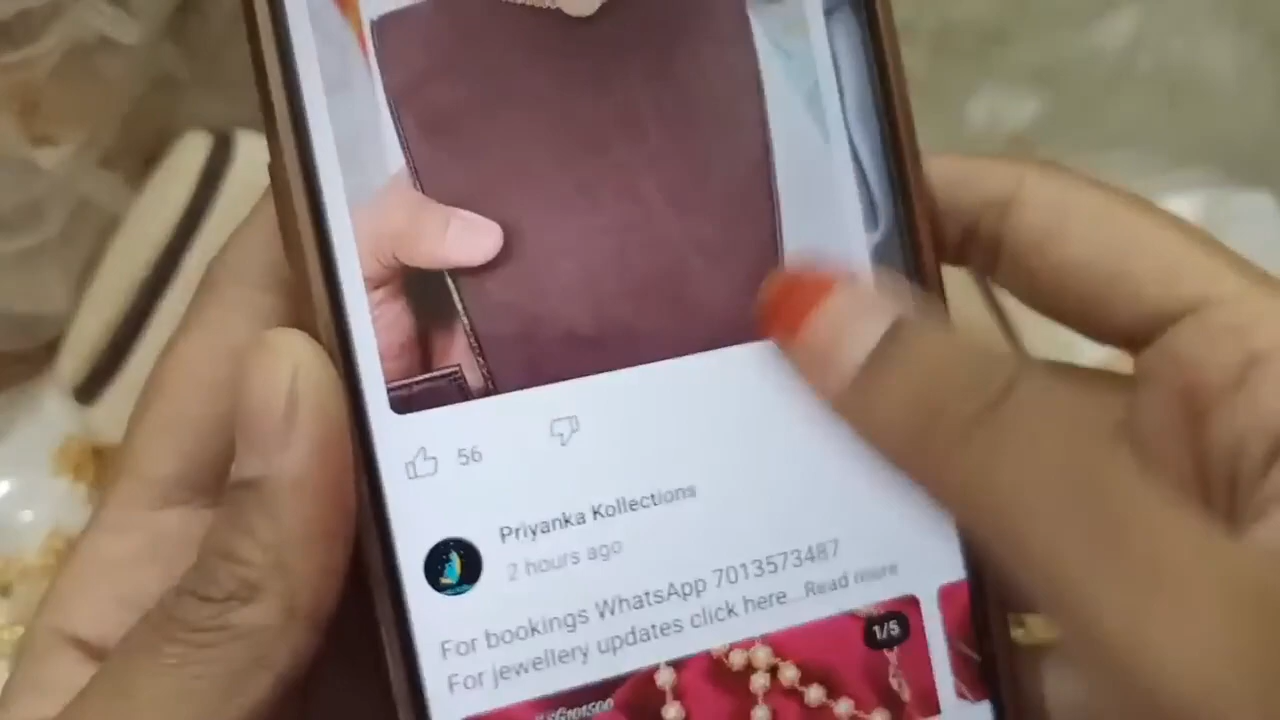 56
Priyanka Kollections
2 hours ago
For bookings WhatsApp 7013573487
For jewellery updates click here...Read more
1/5